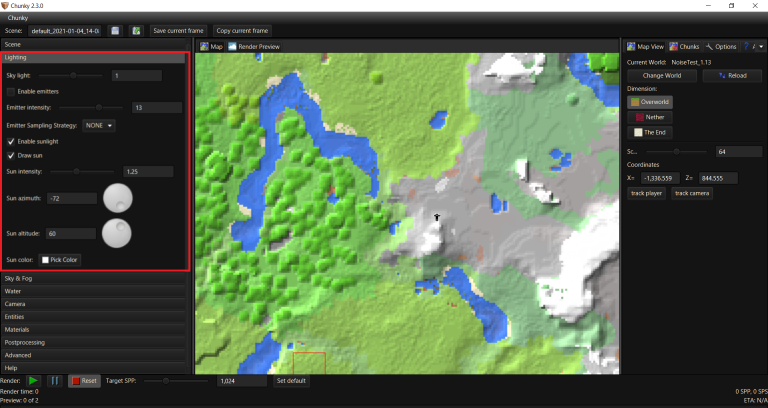 Chunky 2.3.0
Chunky
Scene: default_2021-01-04_14-0 Save current frame Copy current frame
Scene
Lighting
Sky light: 1
Enable emitters
Emitter intensity: 13
Emitter Sampling Strategy: NONE
Enable sunlight
Draw sun
Sun intensity: 1.25
Sun azimuth: -72
Sun altitude: 60
Sun color: Pick Color
Sky & Fog
Water
Camera
Entities
Materials
Postprocessing
Advanced
Help
Map Render Preview
Map View Chunks Options
Current World: NoiseTest_1.13
Change World Reload
Dimension:
Overworld
Nether
The End
Sc... 64
Coordinates
X= -1,336.559 Z= 844.555
track player track camera
Render: Reset Target SPP: 1,024 Set default
Render time: 0 0 SPP, 0 SPS
Preview: 0 of 2 ETA: N/A